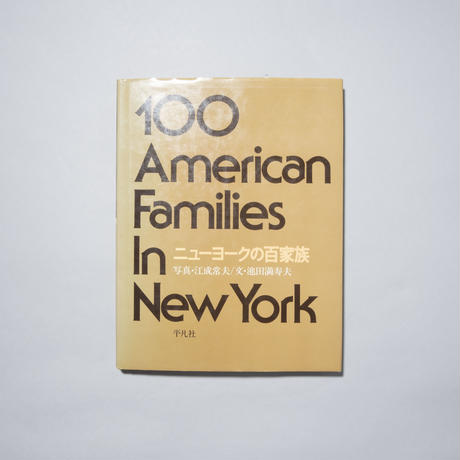 100
American
Families
In
ニューヨークの百家族
写真・江成常夫/文・池田満寿夫
New York
平凡社